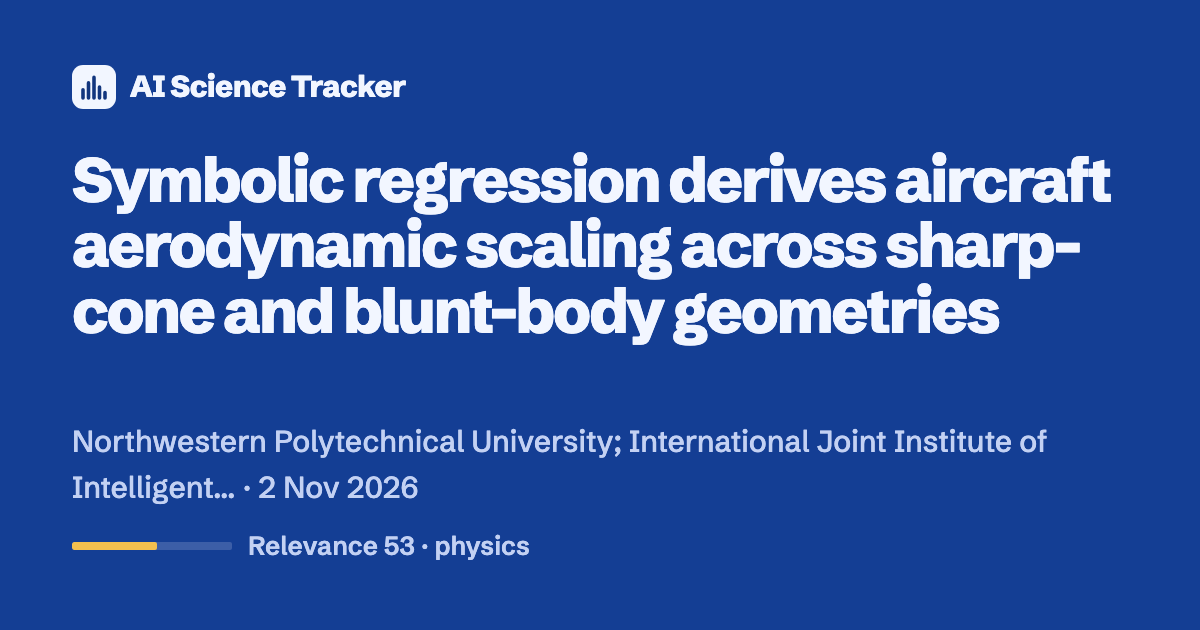 AI Science Tracker
Symbolic regression derives aircraft
aerodynamic scaling across sharp-
cone and blunt-body geometries
Northwestern Polytechnical University; International Joint Institute of
Intelligent... · 2 Nov 2026
Relevance 53 · physics